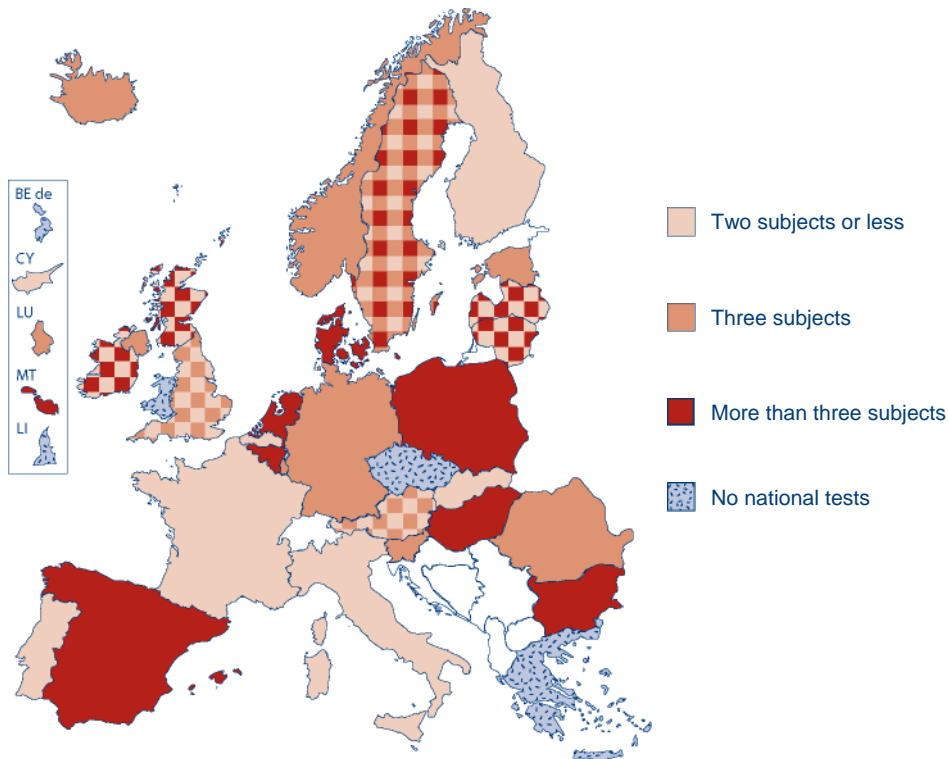 BE de
CY
LU
MT
LI
Two subjects or less
Three subjects
More than three subjects
No national tests